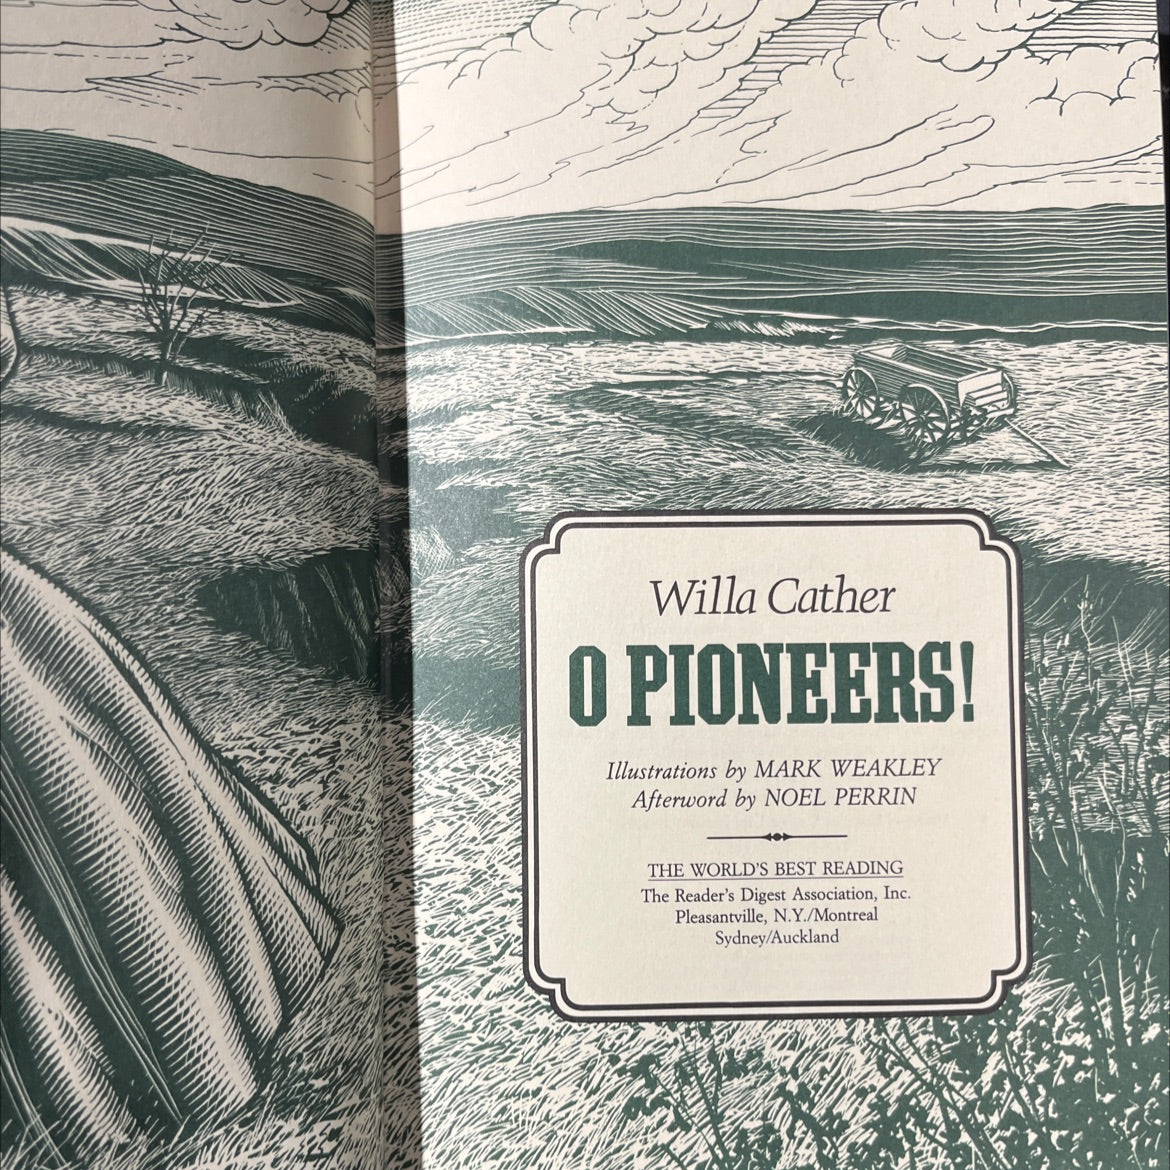 Willa Cather
O PIONEERS!
Illustrations by MARK WEAKLEY
Afterword by NOEL PERRIN
THE WORLD'S BEST READING
The Reader's Digest Association, Inc.
Pleasantville, N.Y./Montreal
Sydney/Auckland